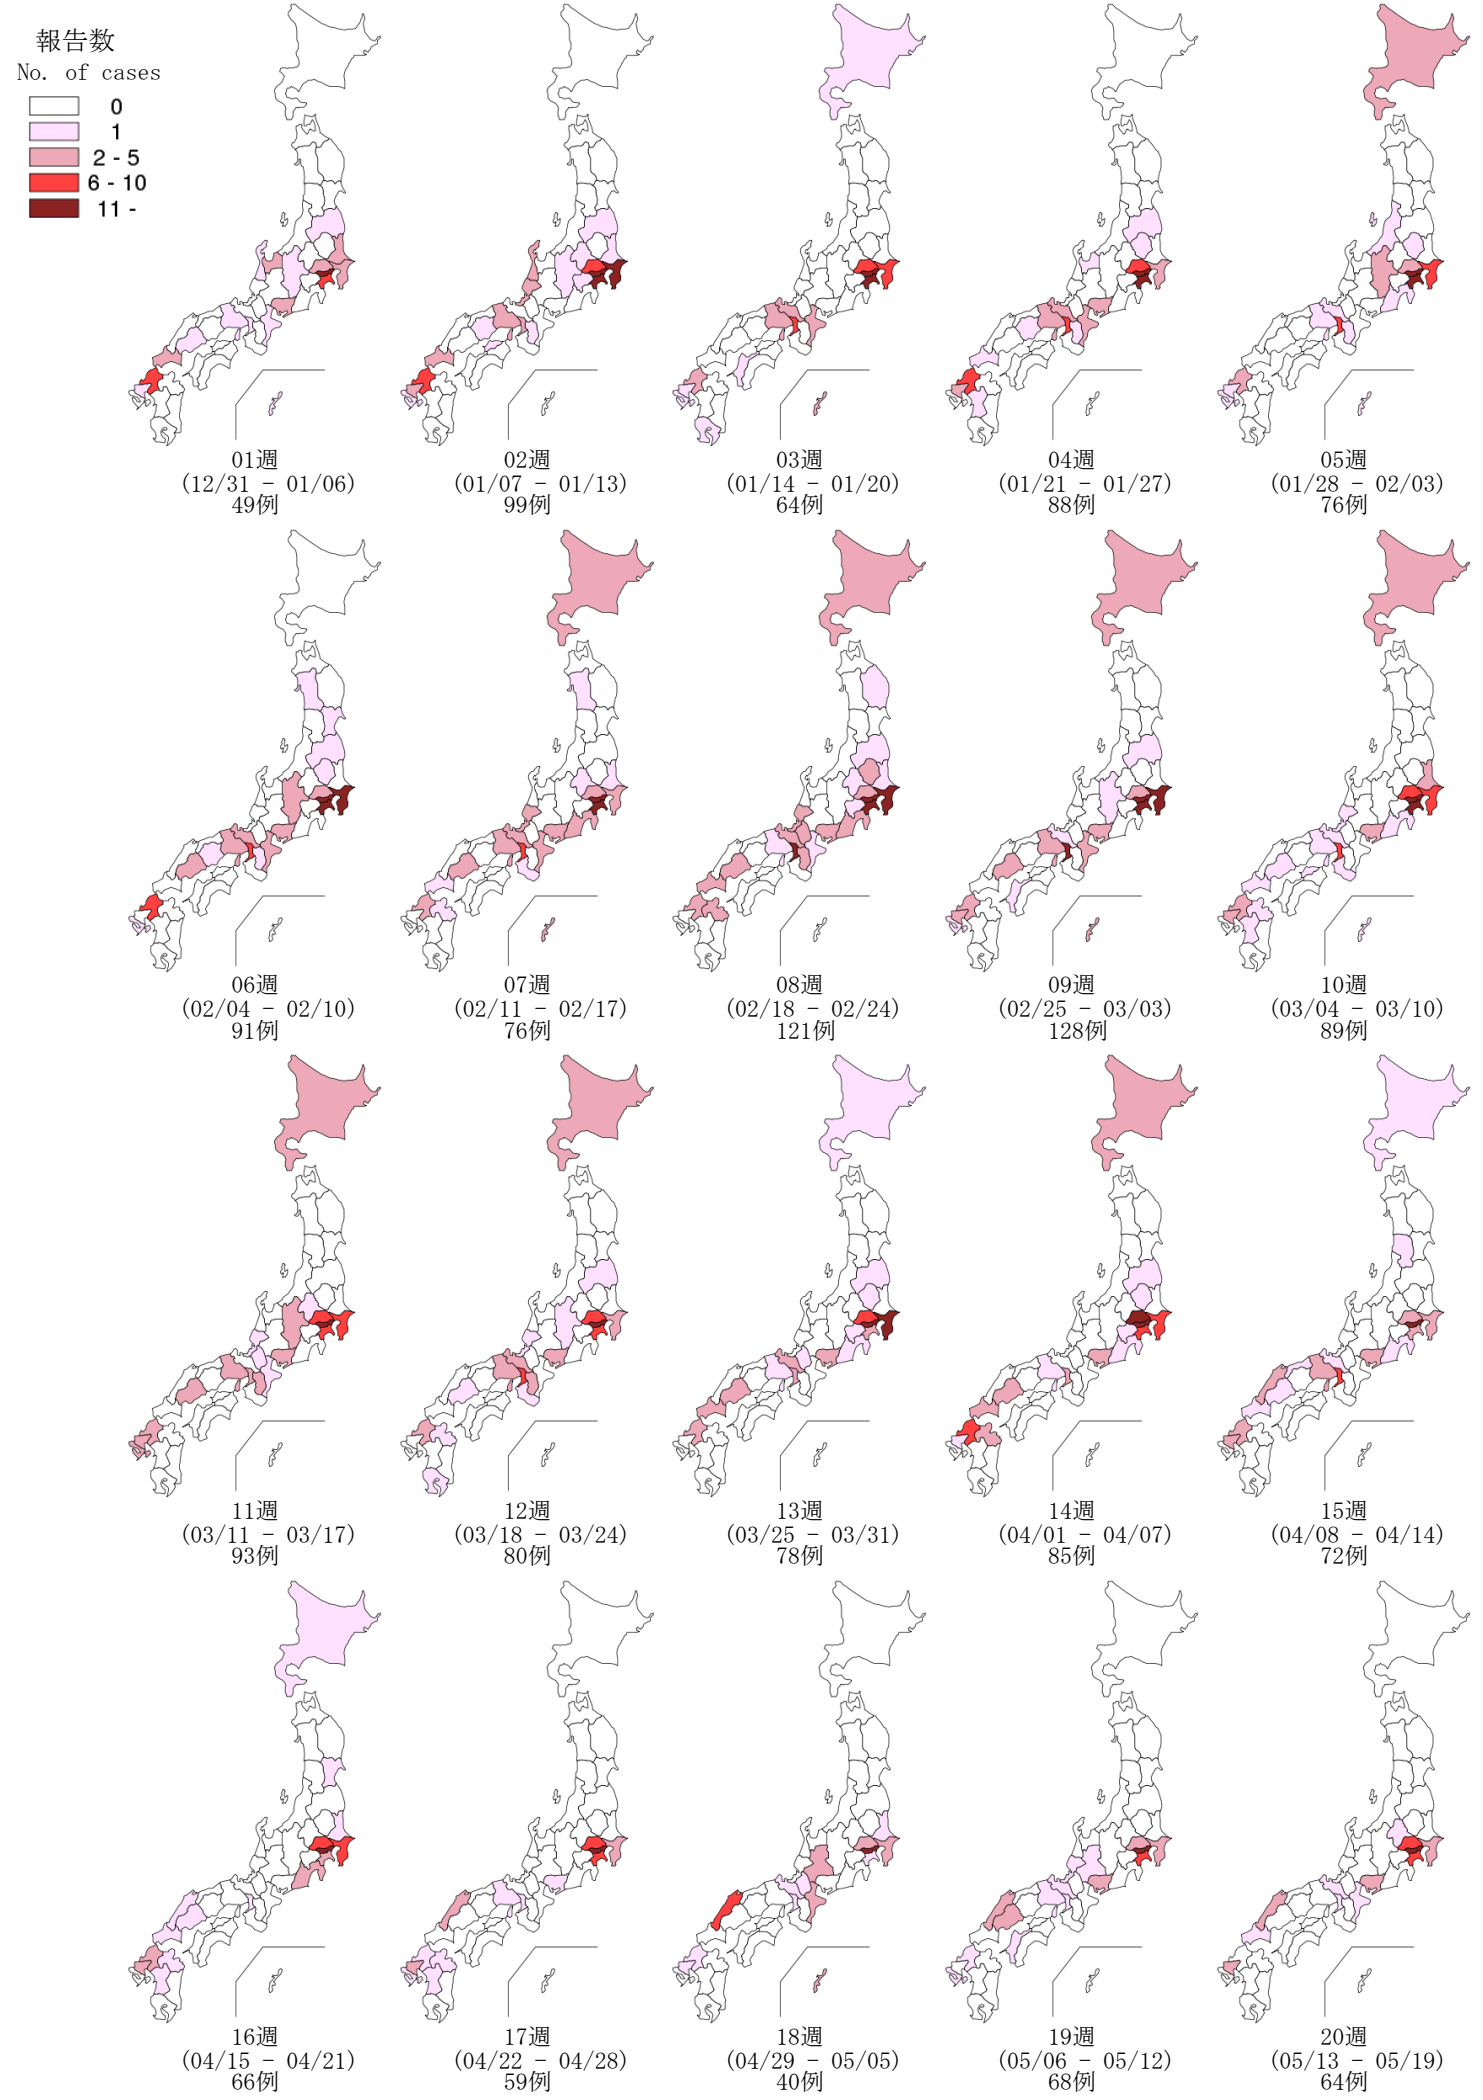 報告数
No. of cases
0
1
2 - 5
6 - 10
11 -
01週
(12/31 - 01/06)
49例
02週
(01/07 - 01/13)
99例
03週
(01/14 - 01/20)
64例
04週
(01/21 - 01/27)
88例
05週
(01/28 - 02/03)
76例
06週
(02/04 - 02/10)
91例
07週
(02/11 - 02/17)
76例
08週
(02/18 - 02/24)
121例
09週
(02/25 - 03/03)
128例
10週
(03/04 - 03/10)
89例
11週
(03/11 - 03/17)
93例
12週
(03/18 - 03/24)
80例
13週
(03/25 - 03/31)
78例
14週
(04/01 - 04/07)
85例
15週
(04/08 - 04/14)
72例
16週
(04/15 - 04/21)
66例
17週
(04/22 - 04/28)
59例
18週
(04/29 - 05/05)
40例
19週
(05/06 - 05/12)
68例
20週
(05/13 - 05/19)
64例